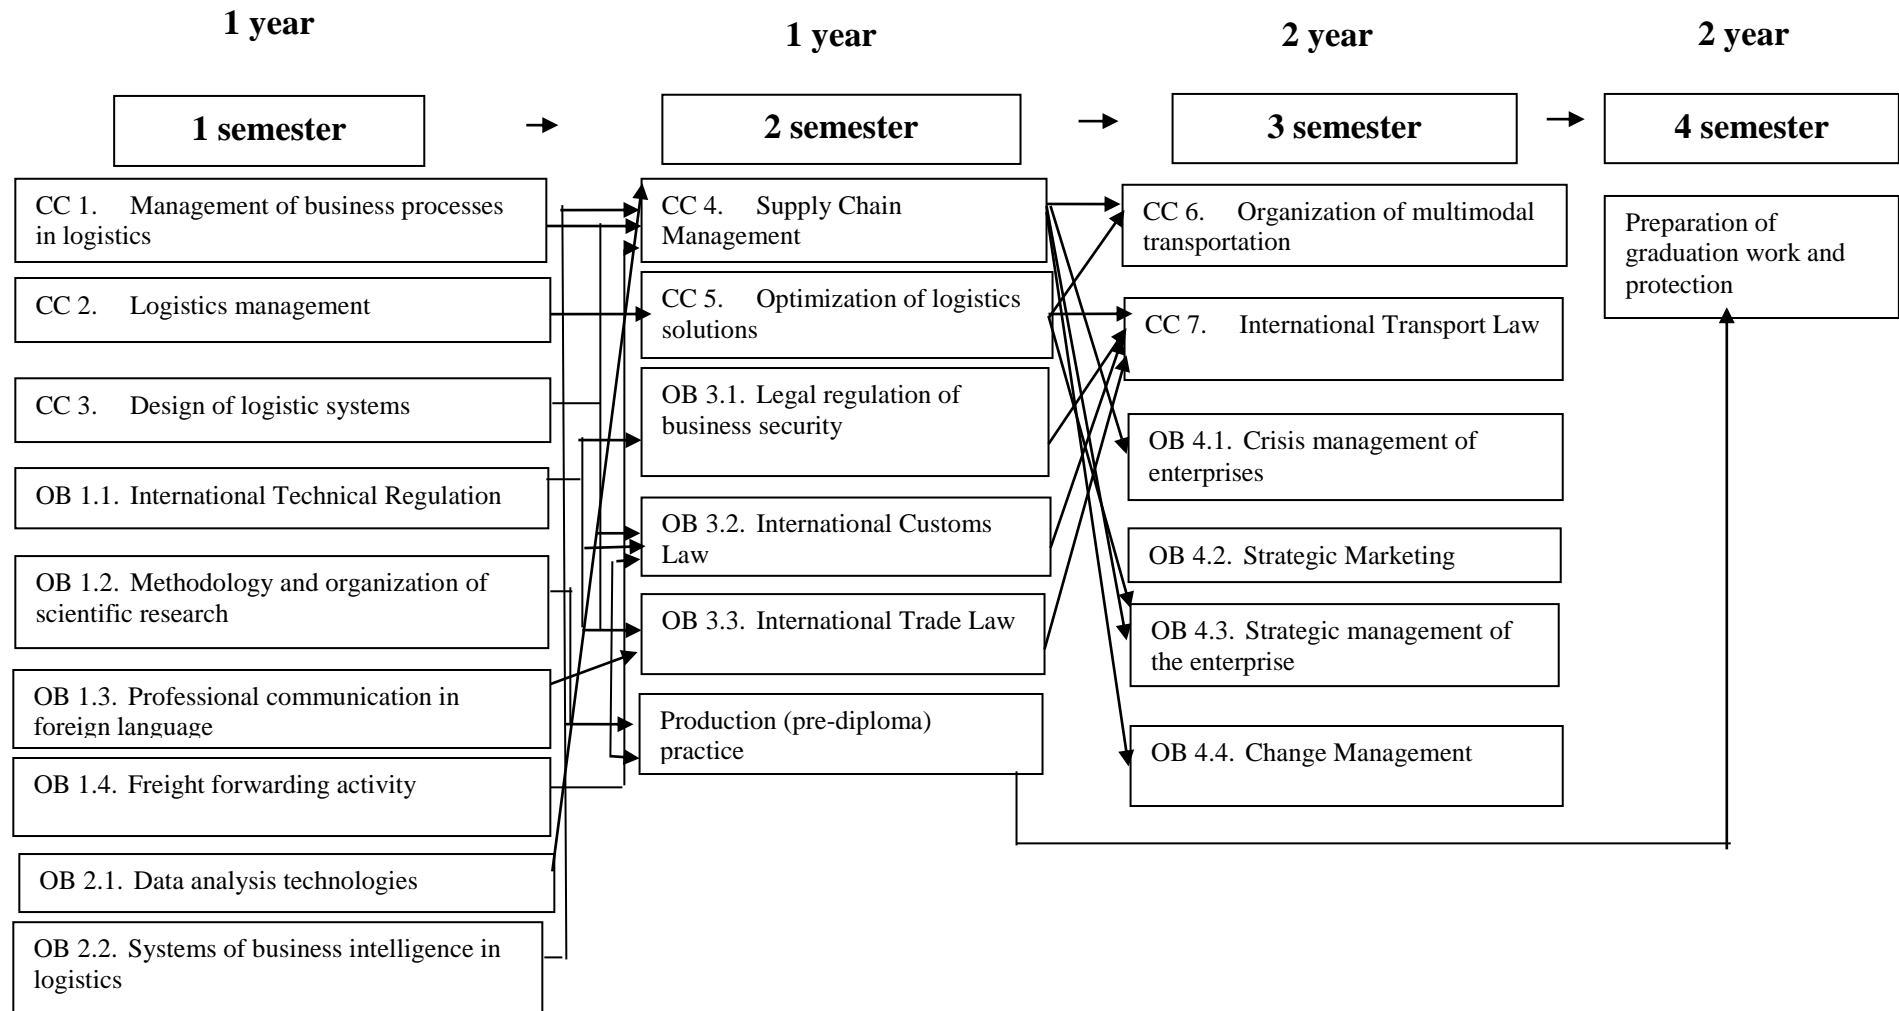 1 year
1 year
2 year
2 year
1 semester
2 semester
3 semester
4 semester
CC 1. Management of business processes
in logistics
CC 2. Logistics management
CC 3. Design of logistic systems
OB 1.1. International Technical Regulation
OB 1.2. Methodology and organization of
scientific research
OB 1.3. Professional communication in
foreign language
OB 1.4. Freight forwarding activity
OB 2.1. Data analysis technologies
OB 2.2. Systems of business intelligence in
logistics
CC 4. Supply Chain
Management
CC 5. Optimization of logistics
solutions
OB 3.1. Legal regulation of
business security
OB 3.2. International Customs
Law
OB 3.3. International Trade Law
Production (pre-diploma)
practice
CC 6. Organization of multimodal
transportation
CC 7. International Transport Law
OB 4.1. Crisis management of
enterprises
OB 4.2. Strategic Marketing
OB 4.3. Strategic management of
the enterprise
OB 4.4. Change Management
Preparation of
graduation work and
protection